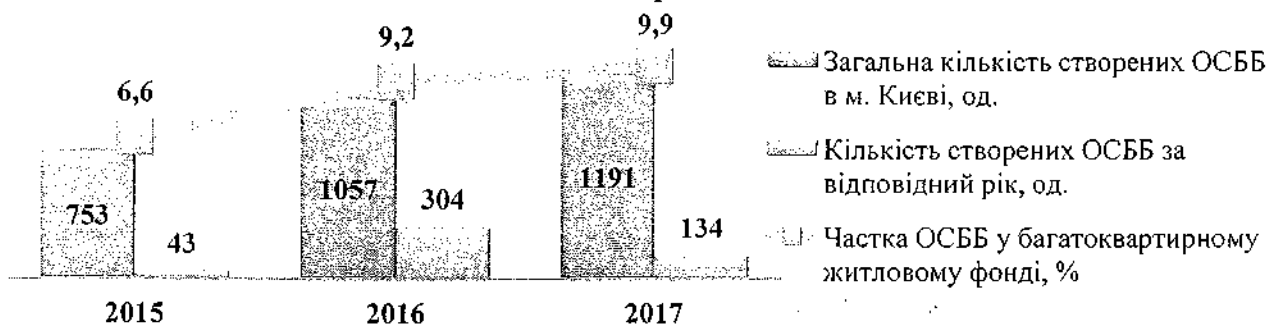 6,6
9,2
9,9
753
43
1057
304
1191
134
2015
2016
2017
Загальна кількість створених ОСББ
в м. Києві, од.
Кількість створених ОСББ за
відповідний рік, од.
Частка ОСББ у багатоквартирному
житловому фонді, %